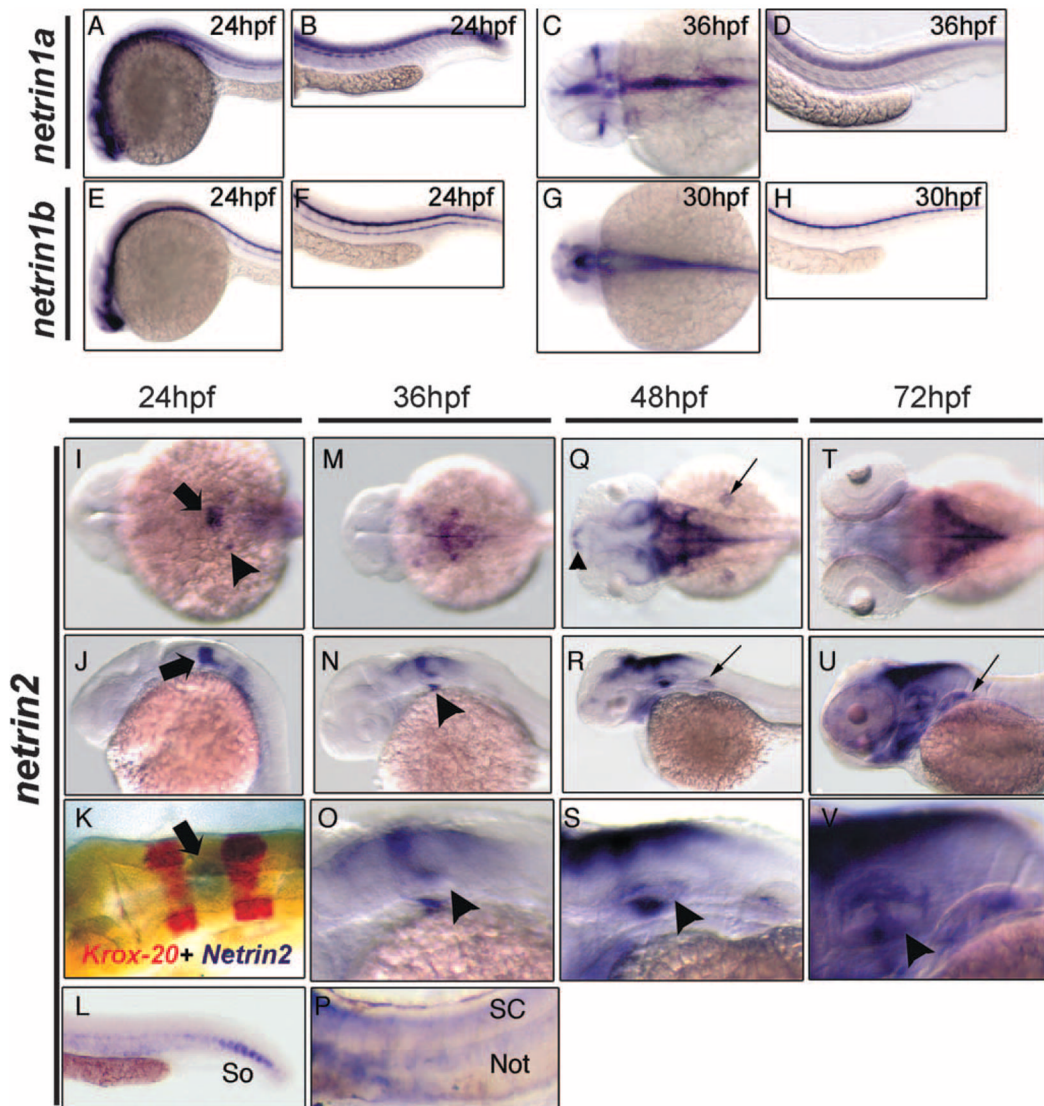 netrin1a
A 24hpf
B 24hpf
C 36hpf
D 36hpf
netrin1b
E 24hpf
F 24hpf
G 30hpf
H 30hpf
24hpf 36hpf 48hpf 72hpf
netrin2
I
M
Q
T
J
N
R
U
K
Krox-20+ Netrin2
O
S
V
L
So
P
SC
Not